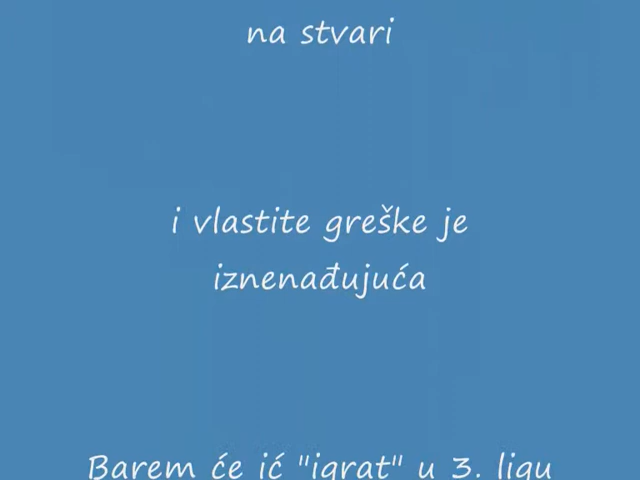 na stvari
i vlastite greške je
iznenađujuća
Barem će ić "igrat" u 3. ligu